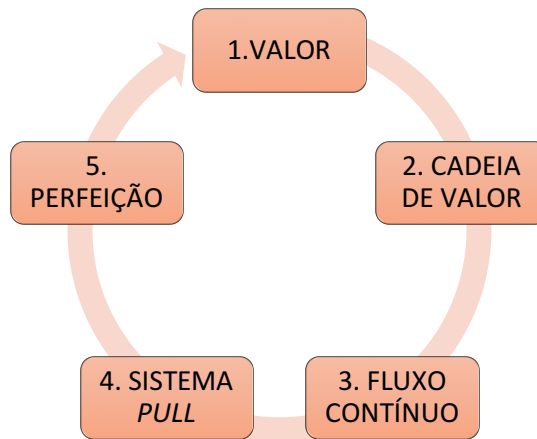 1.VALOR
2. CADEIA
DE VALOR
3. FLUXO
CONTÍNUO
4. SISTEMA
PULL
5.
PERFEIÇÃO